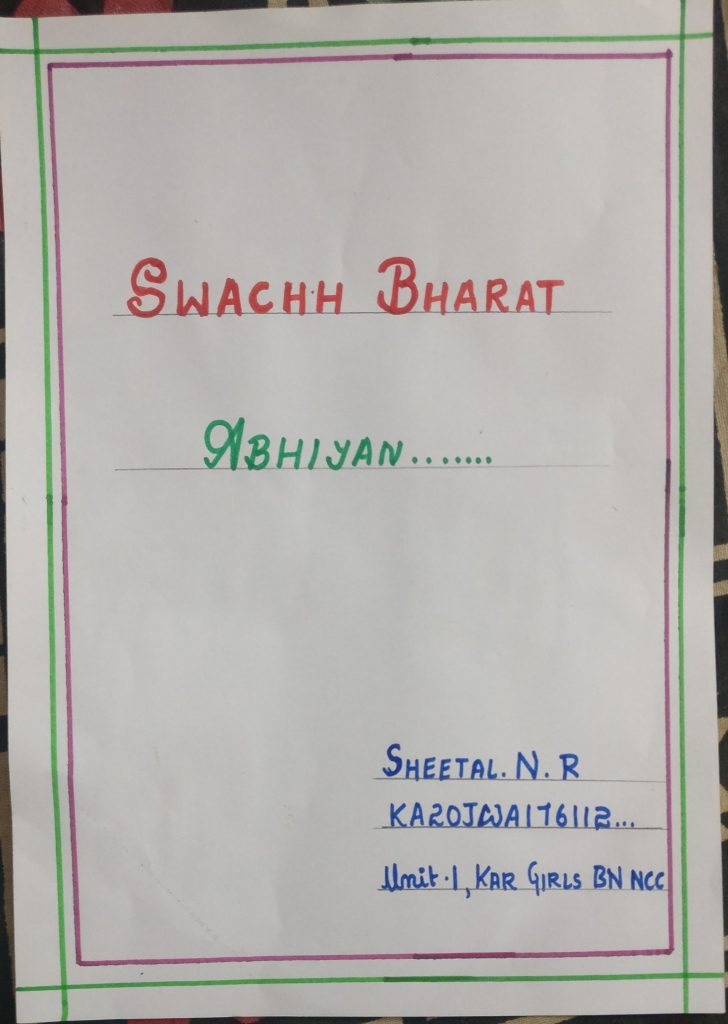 SWACHH BHARAT
ABHIYAN.......
SHEETAL. N. R
KA20JWA176112...
Unit.1, KAR GIRLS BN NCC